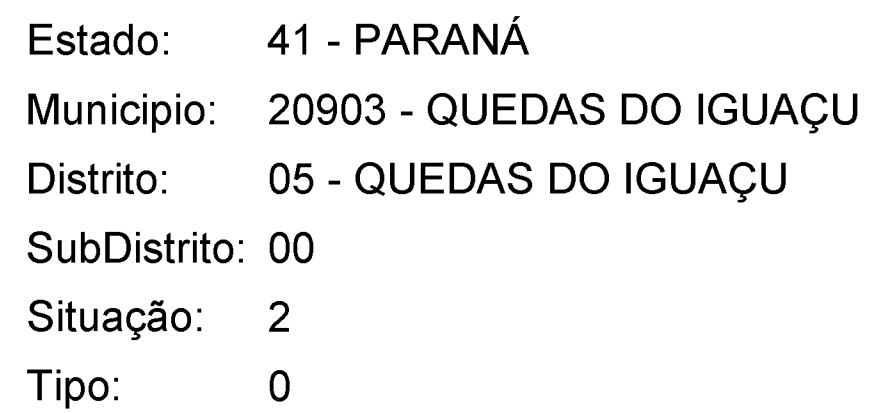 Estado: 41 - PARANÁ
Municipio: 20903 - QUEDAS DO IGUAÇU
Distrito: 05 - QUEDAS DO IGUAÇU
SubDistrito: 00
Situação: 2
Tipo: 0